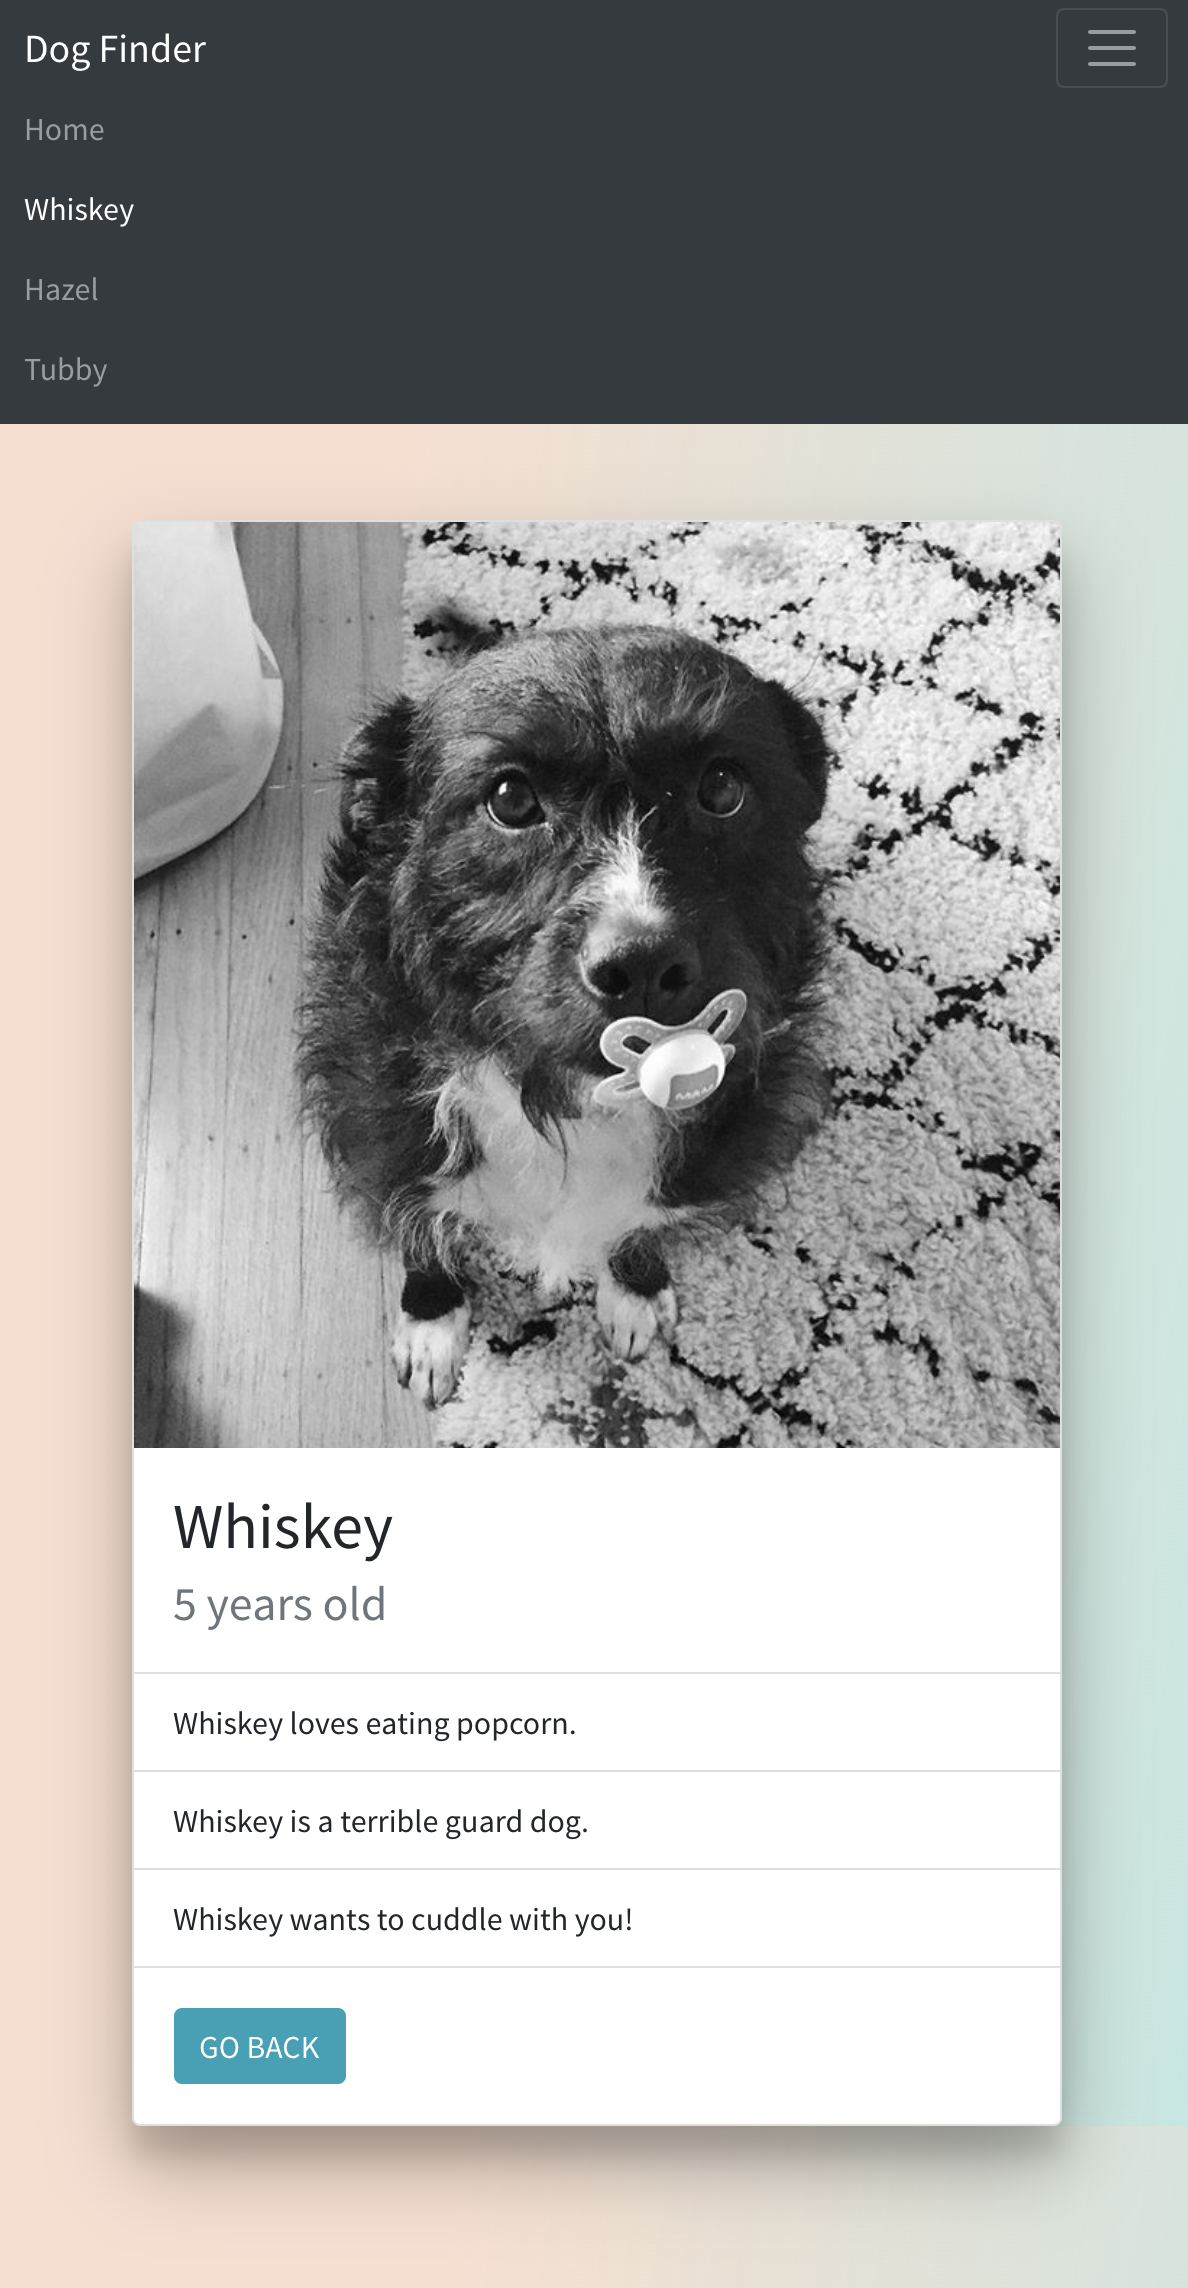 Dog Finder
Home
Whiskey
Hazel
Tubby
Whiskey
5 years old
Whiskey loves eating popcorn.
Whiskey is a terrible guard dog.
Whiskey wants to cuddle with you!
GO BACK